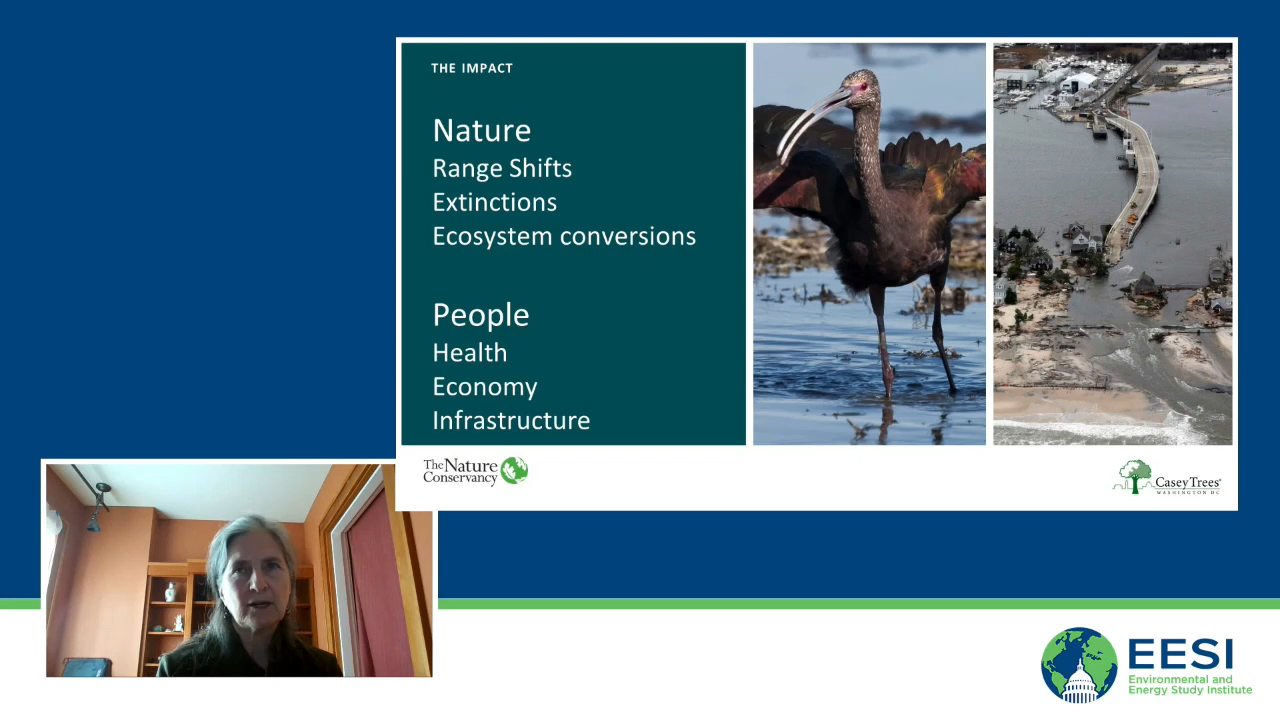 THE IMPACT
Nature
Range Shifts
Extinctions
Ecosystem conversions
People
Health
Economy
Infrastructure
The Nature
Conservancy
Casey Trees®
WASHINGTON DC
EESI
Environmental and
Energy Study Institute